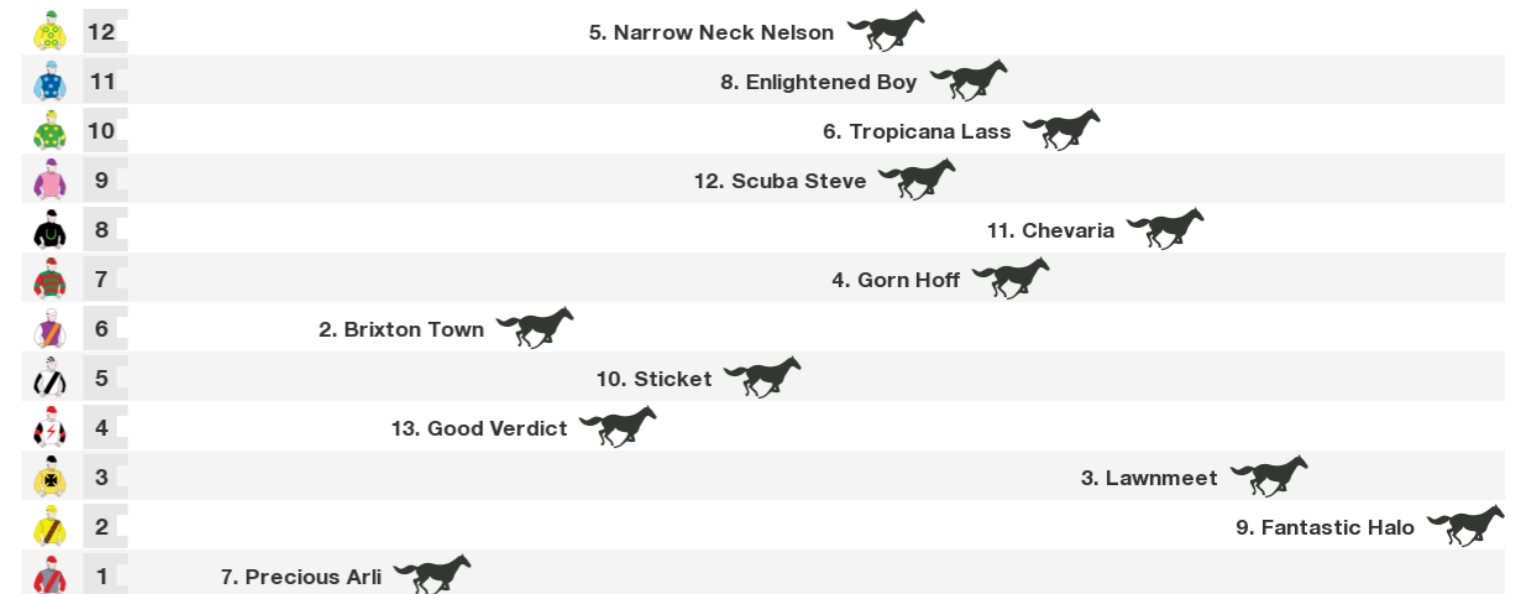 12 5. Narrow Neck Nelson
11 8. Enlightened Boy
10 6. Tropicana Lass
9 12. Scuba Steve
8 11. Chevaria
7 4. Gorn Hoff
6 2. Brixton Town
5 10. Sticket
4 13. Good Verdict
3 3. Lawnmeet
2 9. Fantastic Halo
1 7. Precious Arli